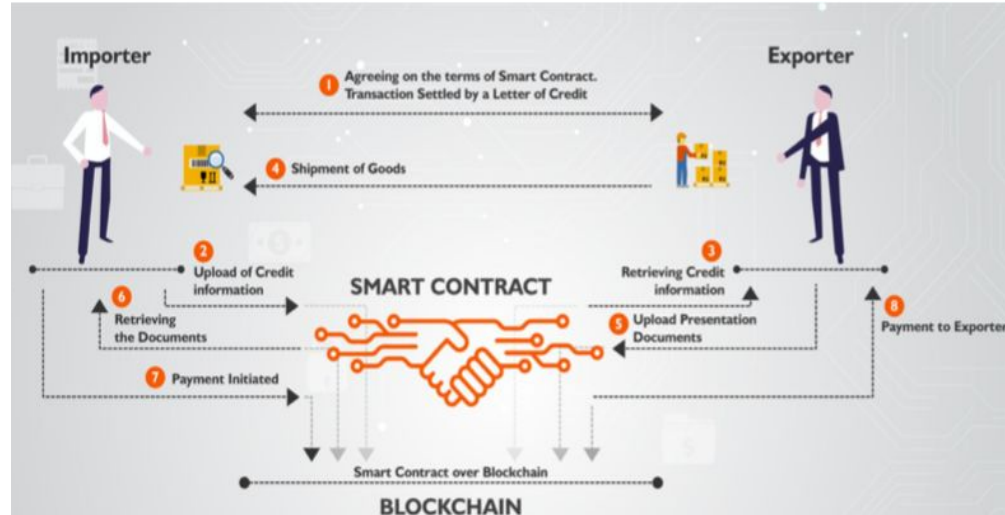 Importer
Exporter
1 Agreeing on the terms of Smart Contract.
Transaction Settled by a Letter of Credit
4 Shipment of Goods
2
Upload of Credit
information
3
Retrieving Credit
information
SMART CONTRACT
6
Retrieving
the Documents
5 Upload Presentation
Documents
8
Payment to Exporter
7 Payment Initiated
Smart Contract over Blockchain
BLOCKCHAIN